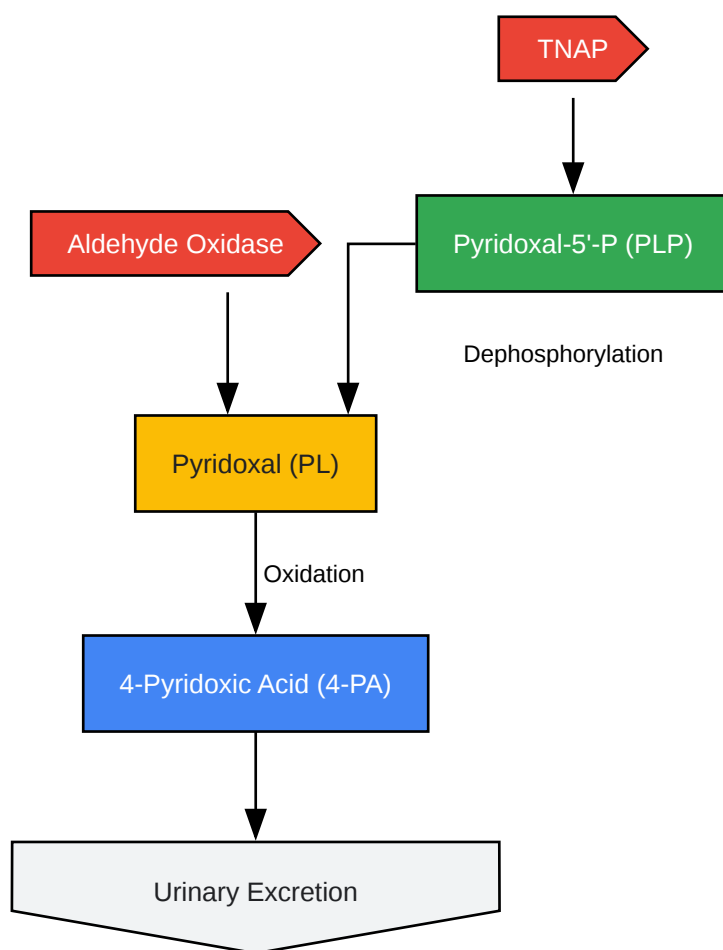 TNAP
Pyridoxal-5'-P (PLP)
Aldehyde Oxidase
Dephosphorylation
Pyridoxal (PL)
Oxidation
4-Pyridoxic Acid (4-PA)
Urinary Excretion